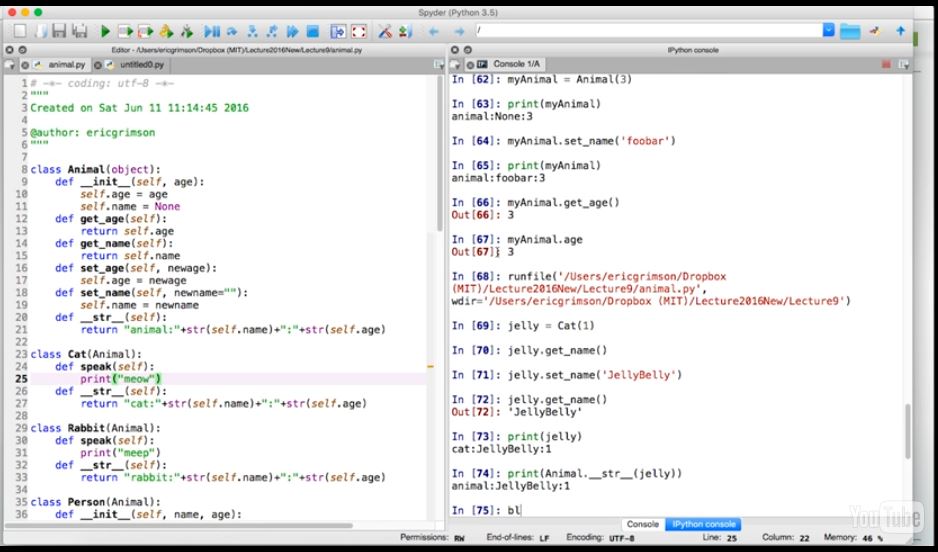 Spyder (Python 3.5)
/
Editor - /Users/ericgrimson/Dropbox (MIT)/Lecture2016New/Lecture9/animal.py
animal.py
untitled0.py
1 # -*- coding: utf-8 -*-
2 """
3 Created on Sat Jun 11 11:14:45 2016
4
5 @author: ericgrimson
6 """
7
8 class Animal(object):
9     def __init__(self, age):
10         self.age = age
11         self.name = None
12     def get_age(self):
13         return self.age
14     def get_name(self):
15         return self.name
16     def set_age(self, newage):
17         self.age = newage
18     def set_name(self, newname=""):
19         self.name = newname
20     def __str__(self):
21         return "animal:"+str(self.name)+":"+str(self.age)
22
23 class Cat(Animal):
24     def speak(self):
25         print("meow")
26     def __str__(self):
27         return "cat:"+str(self.name)+":"+str(self.age)
28
29 class Rabbit(Animal):
30     def speak(self):
31         print("meep")
32     def __str__(self):
33         return "rabbit:"+str(self.name)+":"+str(self.age)
34
35 class Person(Animal):
36     def __init__(self, name, age):
IPython console
Console 1/A
In [62]: myAnimal = Animal(3)
In [63]: print(myAnimal)
animal:None:3
In [64]: myAnimal.set_name('foobar')
In [65]: print(myAnimal)
animal:foobar:3
In [66]: myAnimal.get_age()
Out[66]: 3
In [67]: myAnimal.age
Out[67]: 3
In [68]: runfile('/Users/ericgrimson/Dropbox
(MIT)/Lecture2016New/Lecture9/animal.py',
wdir='/Users/ericgrimson/Dropbox (MIT)/Lecture2016New/Lecture9')
In [69]: jelly = Cat(1)
In [70]: jelly.get_name()
In [71]: jelly.set_name('JellyBelly')
In [72]: jelly.get_name()
Out[72]: 'JellyBelly'
In [73]: print(jelly)
cat:JellyBelly:1
In [74]: print(Animal.__str__(jelly))
animal:JellyBelly:1
In [75]: bl
YouTube
Console
IPython console
Permissions: RW End-of-lines: LF Encoding: UTF-8 Line: 25 Column: 22 Memory: 46 %